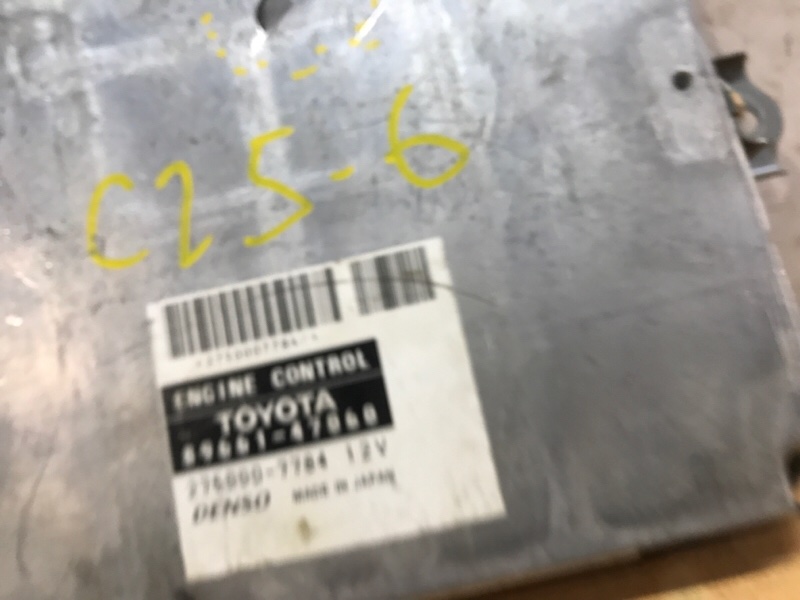 C25-6
ENGINE CONTROL
TOYOTA
89661-47060
275000-7784 12V
DENSO MADE IN JAPAN